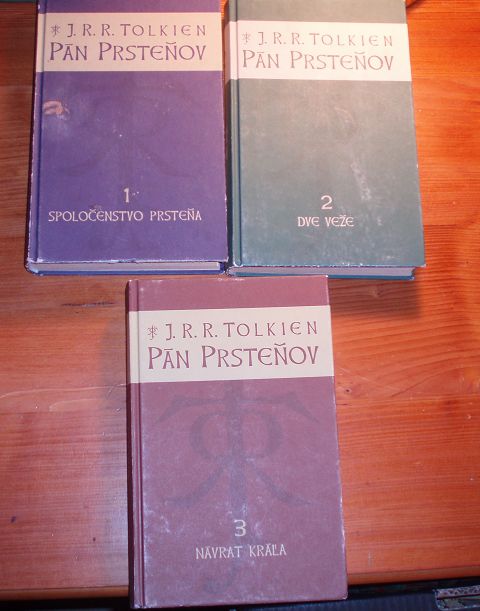 J.R.R. TOLKIEN
PÁN PRSTEŇOV
1
SPOLOČENSTVO PRSTEŇA
J.R.R. TOLKIEN
PÁN PRSTEŇOV
2
DVE VEŽE
J.R.R. TOLKIEN
PÁN PRSTEŇOV
3
NÁVRAT KRÁĽA